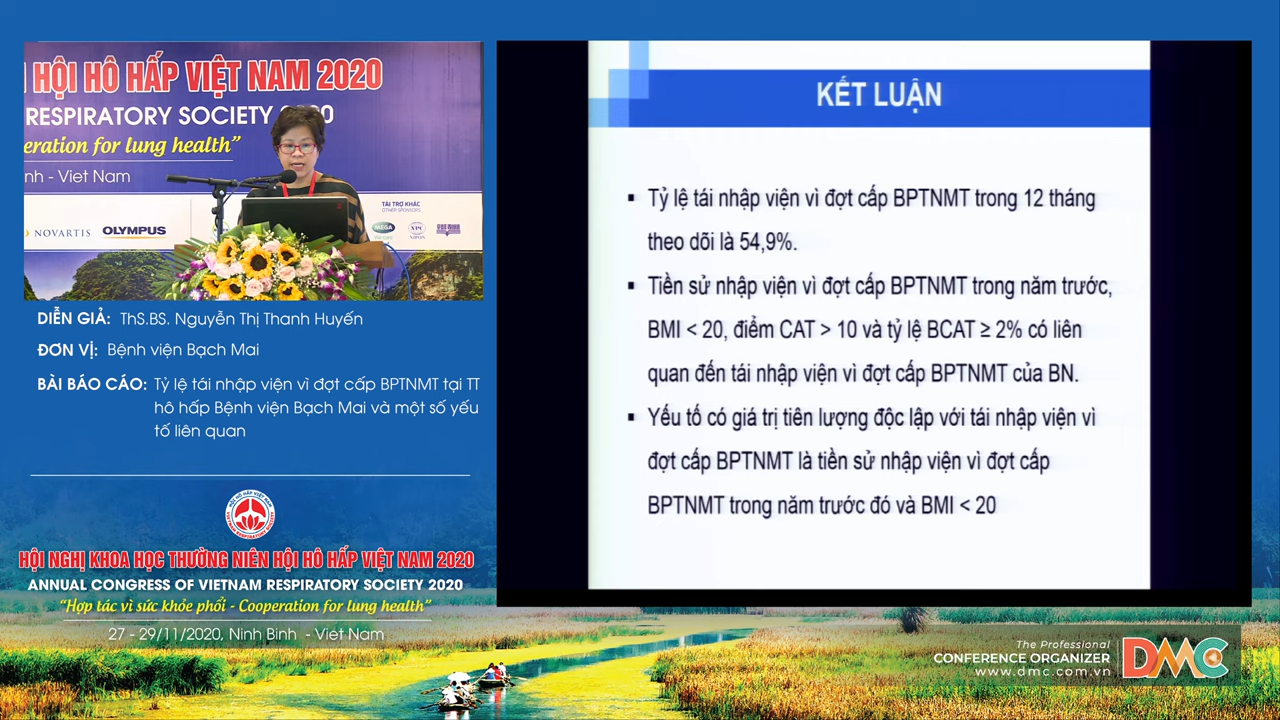 HỘI HÔ HẤP VIỆT NAM 2020
RESPIRATORY SOCIETY 2020
eration for lung health”
nh - Viet Nam
TÀI TRỢ KHÁC
OTHER SPONSORS
NOVARTIS
OLYMPUS
MEGA
DIỄN GIẢ: ThS.BS. Nguyễn Thị Thanh Huyến
ĐƠN VỊ: Bệnh viện Bạch Mai
BÀI BÁO CÁO: Tỷ lệ tái nhập viện vì đợt cấp BPTNMT tại TT
hô hấp Bệnh viện Bạch Mai và một số yếu
tố liên quan
HỘI HÔ HẤP VIỆT NAM
HỘI NGHỊ KHOA HỌC THƯỜNG NIÊN HỘI HÔ HẤP VIỆT NAM 2020
ANNUAL CONGRESS OF VIETNAM RESPIRATORY SOCIETY 2020
“Hợp tác vì sức khỏe phổi - Cooperation for lung health”
27 - 29/11/2020, Ninh Binh - Viet Nam
KẾT LUẬN
▪ Tỷ lệ tái nhập viện vì đợt cấp BPTNMT trong 12 tháng
theo dõi là 54,9%.
▪ Tiền sử nhập viện vì đợt cấp BPTNMT trong năm trước,
BMI < 20, điểm CAT > 10 và tỷ lệ BCAT ≥ 2% có liên
quan đến tái nhập viện vì đợt cấp BPTNMT của BN.
▪ Yếu tố có giá trị tiên lượng độc lập với tái nhập viện vì
đợt cấp BPTNMT là tiền sử nhập viện vì đợt cấp
BPTNMT trong năm trước đó và BMI < 20
The Professional
CONFERENCE ORGANIZER
www.dmc.com.vn
DMC